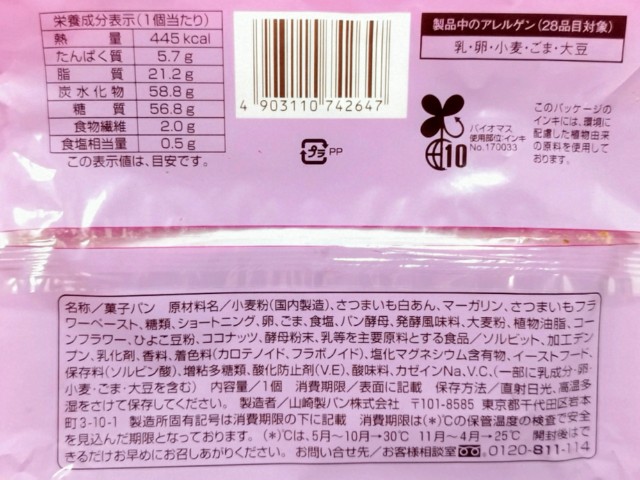 栄養成分表示(1個当たり)
熱量 445kcal
たんぱく質 5.7g
脂質 21.2g
炭水化物 58.8g
糖質 56.8g
食物繊維 2.0g
食塩相当量 0.5g
この表示値は、目安です。
4 903110 742647
プラ PP
製品中のアレルゲン(28品目対象)
乳・卵・小麦・ごま・大豆
バイオマス
使用部位:インキ
No.170033
10
このパッケージの
インキには、環境に
配慮した植物由来
の原料を使用して
おります。
名称/菓子パン 原材料名/小麦粉(国内製造)、さつまいも白あん、マーガリン、さつまいもフラ
ワーペースト、糖類、ショートニング、卵、ごま、食塩、パン酵母、発酵風味料、大麦粉、植物油脂、コー
ンフラワー、ひよこ豆粉、ココナッツ、酵母粉末、乳等を主要原料とする食品/ソルビット、加工デン
プン、乳化剤、香料、着色料(カロテノイド、フラボノイド)、塩化マグネシウム含有物、イーストフード、
保存料(ソルビン酸)、増粘多糖類、酸化防止剤(V.E)、酸味料、カゼインNa、V.C、(一部に乳成分・卵・
小麦・ごま・大豆を含む) 内容量/1個 消費期限/表面に記載 保存方法/直射日光、高温多
湿をさけて保存してください。 製造者/山崎製パン株式会社 〒101-8585 東京都千代田区岩本
町3-10-1 製造所固有記号は消費期限の下に記載 消費期限は(*)℃の保管温度の検査で安全
を見込んだ期限となっております。(*)℃は、5月〜10月→30℃ 11月〜4月→25℃ 開封後はで
きるだけお早めにお召しあがりください。 お問い合せ先/お客様相談室 0120-811-114